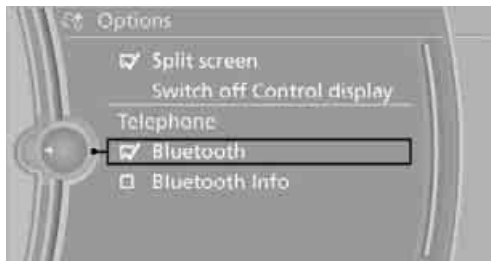 Options
Split screen
Switch off Control display
Telephone
Bluetooth
Bluetooth Info